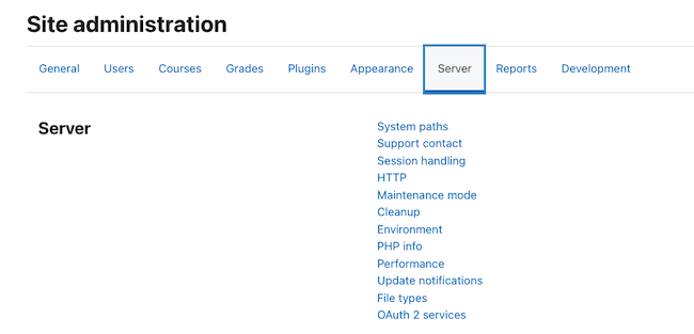 Site administration
General Users Courses Grades Plugins Appearance Server Reports Development
Server
System paths
Support contact
Session handling
HTTP
Maintenance mode
Cleanup
Environment
PHP info
Performance
Update notifications
File types
OAuth 2 services